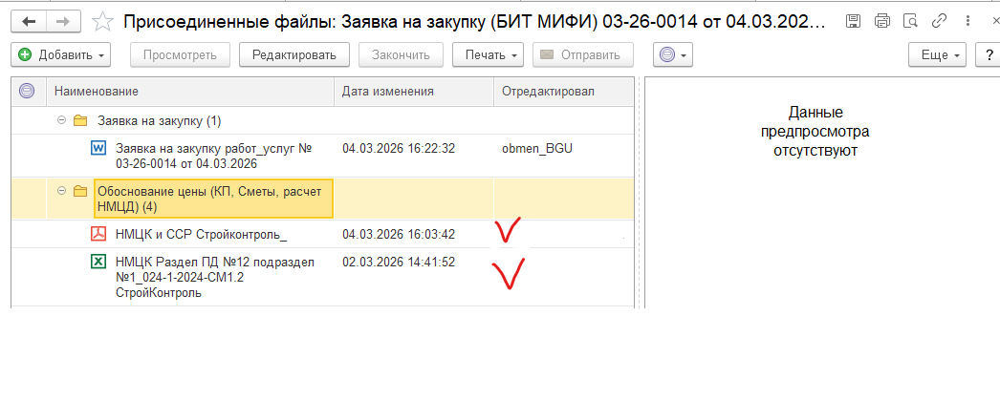 Присоединенные файлы: Заявка на закупку (БИТ МИФИ) 03-26-0014 от 04.03.202...
Добавить
Просмотреть
Редактировать
Закончить
Печать
Отправить
Еще
?
Наименование
Дата изменения
Отредактировал
Заявка на закупку (1)
Заявка на закупку работ_услуг №
03-26-0014 от 04.03.2026
04.03.2026 16:22:32
obmen_BGU
Обоснование цены (КП, Сметы, расчет
НМЦД) (4)
НМЦК и ССР Стройконтроль_
04.03.2026 16:03:42
НМЦК Раздел ПД №12 подраздел
№1_024-1-2024-СМ1.2
СтройКонтроль
02.03.2026 14:41:52
Данные
предпросмотра
отсутствуют